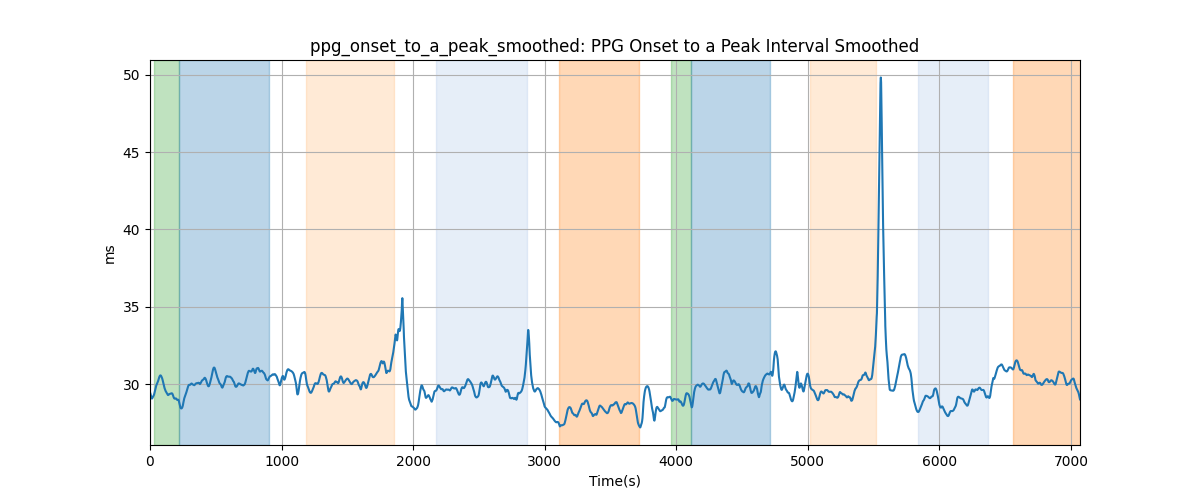 ppg_onset_to_a_peak_smoothed: PPG Onset to a Peak Interval Smoothed
50
45
40
35
30
ms
0 1000 2000 3000 4000 5000 6000 7000
Time(s)